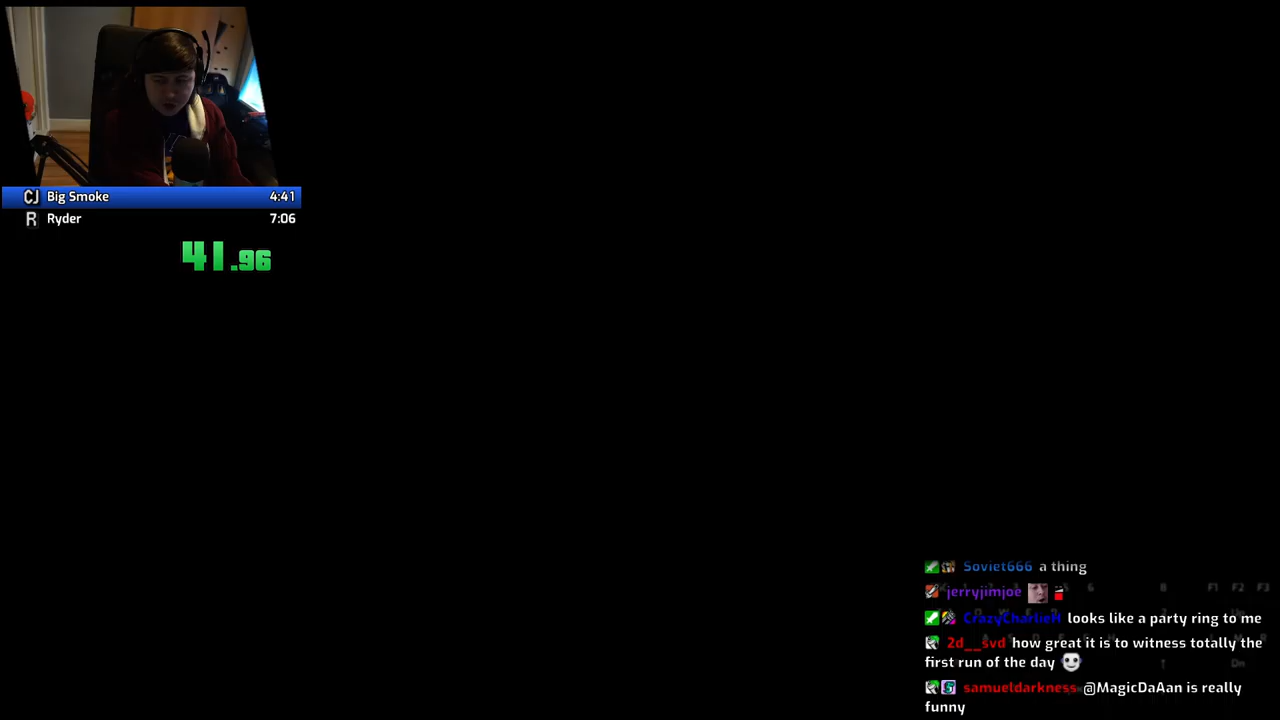 CJ Big Smoke 4:41
R Ryder 7:06
41.96
Soviet666 a thing
jerryjimjoe
CrazyCharlieH looks like a party ring to me
2d__svd how great it is to witness totally the
first run of the day
samueldarkness @MagicDaAan is really
funny